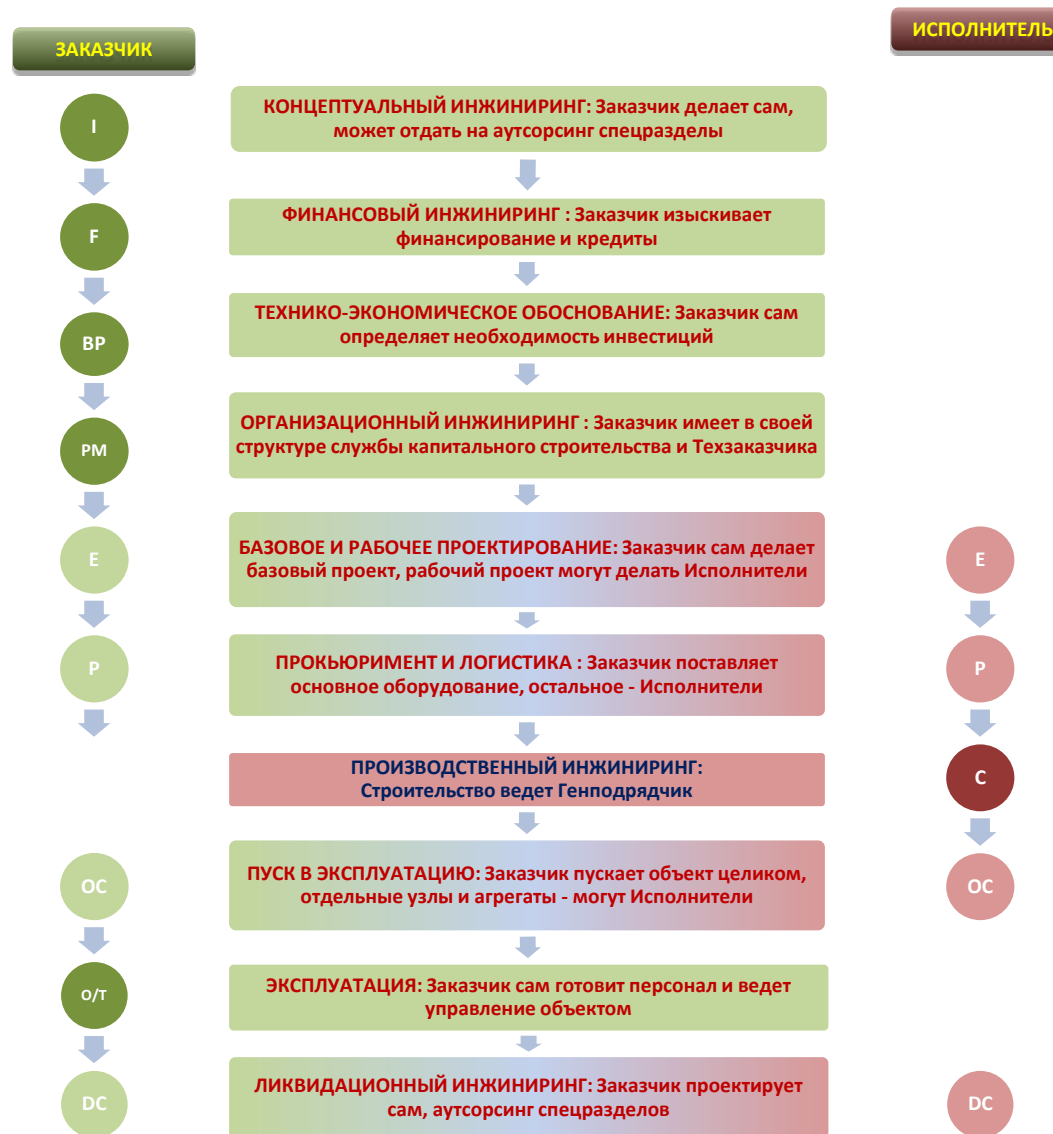 ЗАКАЗЧИК
ИСПОЛНИТЕЛЬ
I
КОНЦЕПТУАЛЬНЫЙ ИНЖИНИРИНГ: Заказчик делает сам,
может отдать на аутсорсинг спецразделы
F
ФИНАНСОВЫЙ ИНЖИНИРИНГ : Заказчик изыскивает
финансирование и кредиты
BP
ТЕХНИКО-ЭКОНОМИЧЕСКОЕ ОБОСНОВАНИЕ: Заказчик сам
определяет необходимость инвестиций
PM
ОРГАНИЗАЦИОННЫЙ ИНЖИНИРИНГ : Заказчик имеет в своей
структуре службы капитального строительства и Техзаказчика
E
БАЗОВОЕ И РАБОЧЕЕ ПРОЕКТИРОВАНИЕ: Заказчик сам делает
базовый проект, рабочий проект могут делать Исполнители
E
P
ПРОКЬЮРИМЕНТ И ЛОГИСТИКА : Заказчик поставляет
основное оборудование, остальное - Исполнители
P
ПРОИЗВОДСТВЕННЫЙ ИНЖИНИРИНГ:
Строительство ведет Генподрядчик
C
OC
ПУСК В ЭКСПЛУАТАЦИЮ: Заказчик пускает объект целиком,
отдельные узлы и агрегаты - могут Исполнители
OC
O/T
ЭКСПЛУАТАЦИЯ: Заказчик сам готовит персонал и ведет
управление объектом
DC
ЛИКВИДАЦИОННЫЙ ИНЖИНИРИНГ: Заказчик проектирует
сам, аутсорсинг спецразделов
DC